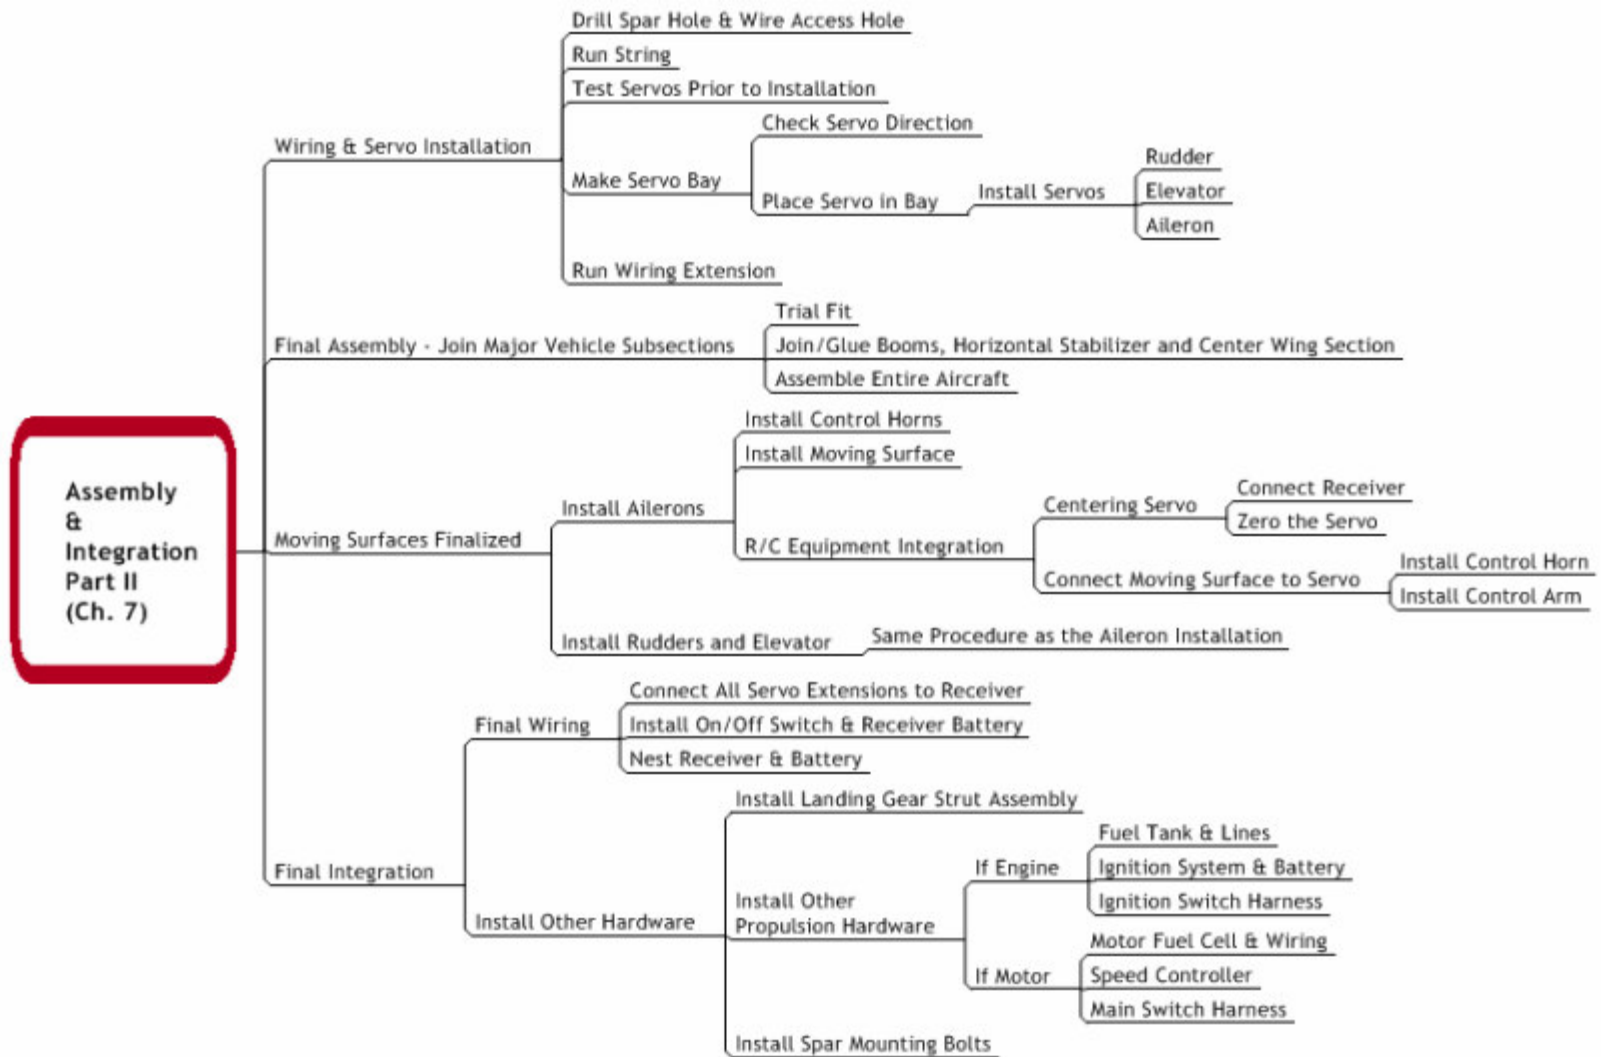 Assembly
&
Integration
Part II
(Ch. 7)
Wiring & Servo Installation
Drill Spar Hole & Wire Access Hole
Run String
Test Servos Prior to Installation
Make Servo Bay
Check Servo Direction
Place Servo in Bay
Install Servos
Rudder
Elevator
Aileron
Run Wiring Extension
Final Assembly - Join Major Vehicle Subsections
Trial Fit
Join/Glue Booms, Horizontal Stabilizer and Center Wing Section
Assemble Entire Aircraft
Moving Surfaces Finalized
Install Ailerons
Install Control Horns
Install Moving Surface
R/C Equipment Integration
Centering Servo
Connect Receiver
Zero the Servo
Connect Moving Surface to Servo
Install Control Horn
Install Control Arm
Install Rudders and Elevator
Same Procedure as the Aileron Installation
Final Integration
Final Wiring
Connect All Servo Extensions to Receiver
Install On/Off Switch & Receiver Battery
Nest Receiver & Battery
Install Other Hardware
Install Landing Gear Strut Assembly
Install Other
Propulsion Hardware
If Engine
Fuel Tank & Lines
Ignition System & Battery
Ignition Switch Harness
If Motor
Motor Fuel Cell & Wiring
Speed Controller
Main Switch Harness
Install Spar Mounting Bolts